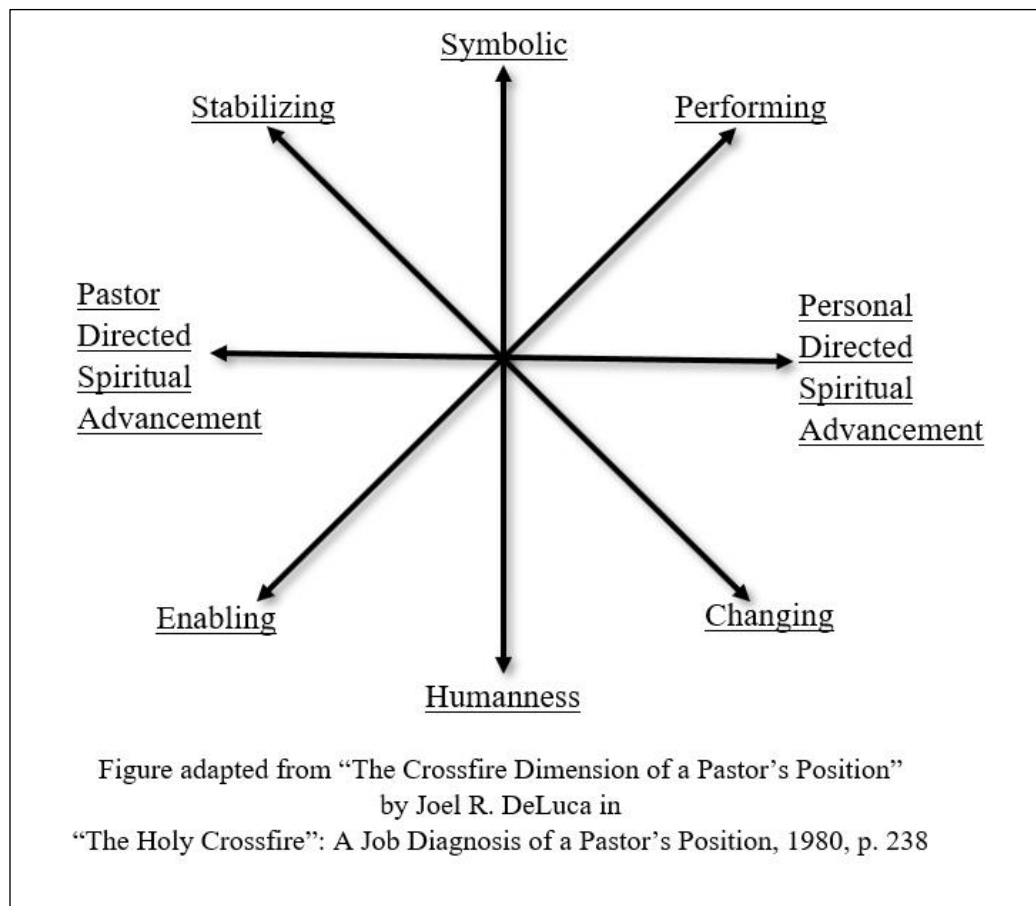 Symbolic
Stabilizing
Performing
Pastor
Directed
Spiritual
Advancement
Personal
Directed
Spiritual
Advancement
Enabling
Changing
Humanness
Figure adapted from “The Crossfire Dimension of a Pastor’s Position”
by Joel R. DeLuca in
“The Holy Crossfire”: A Job Diagnosis of a Pastor’s Position, 1980, p. 238